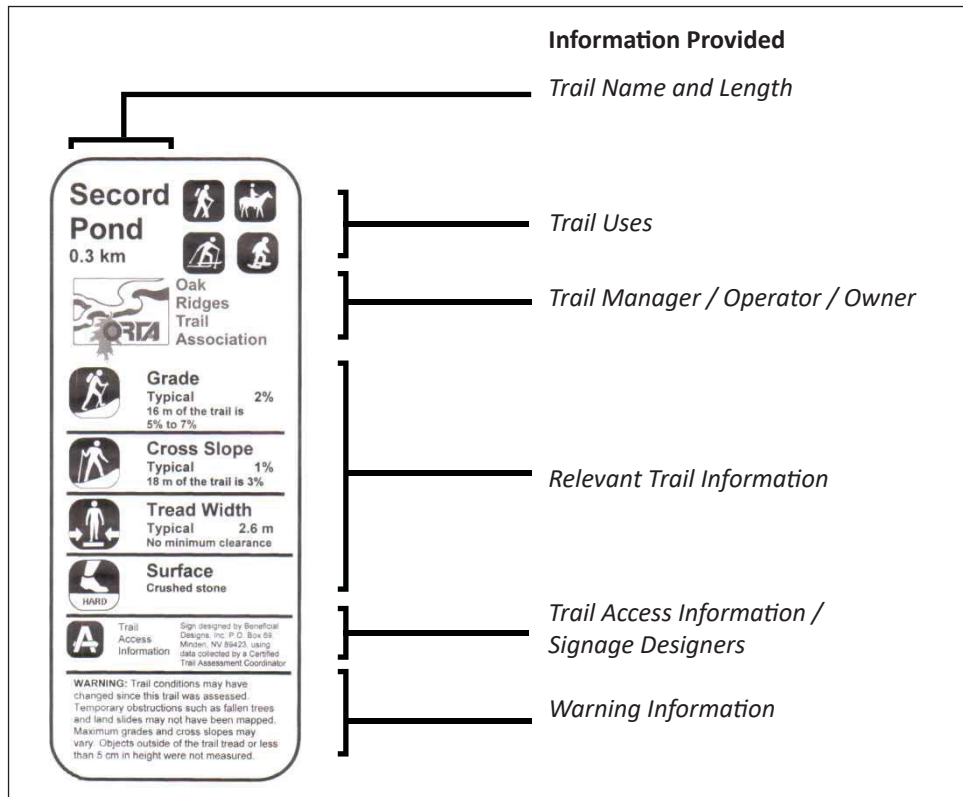 Information Provided
Trail Name and Length
Trail Uses
Trail Manager / Operator / Owner
Relevant Trail Information
Trail Access Information /
Signage Designers
Warning Information
Secord
Pond
0.3 km
ORTA
Oak
Ridges
Trail
Association
Grade
Typical 2%
16 m of the trail is
5% to 7%
Cross Slope
Typical 1%
18 m of the trail is 3%
Tread Width
Typical 2.6 m
No minimum clearance
Surface
Crushed stone
HARD
A
Trail
Access
Information
Sign designed by Beneficial
Designs, Inc. P.O. Box 69,
Minden, NV 89423, using
data collected by a Certified
Trail Assessment Coordinator
WARNING: Trail conditions may have
changed since this trail was assessed.
Temporary obstructions such as fallen trees
and land slides may not have been mapped.
Maximum grades and cross slopes may
vary. Objects outside of the trail tread or less
than 5 cm in height were not measured.